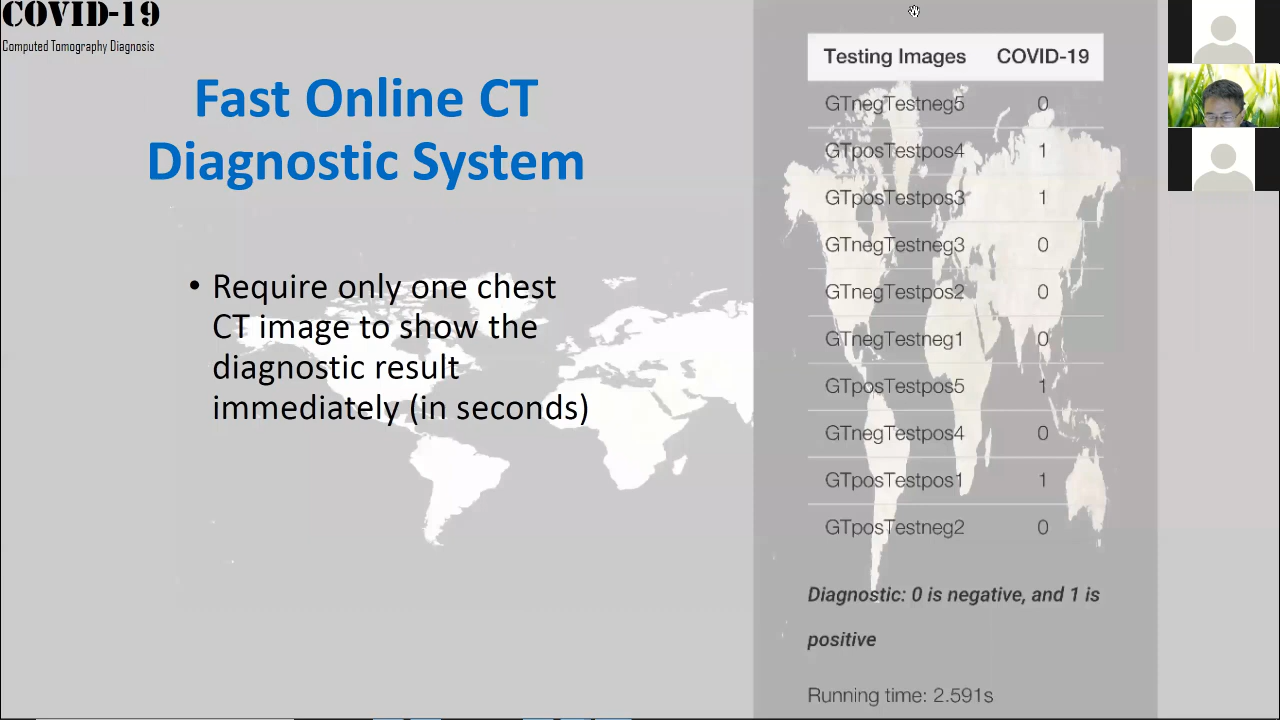 COVID-19
Computed Tomography Diagnosis
Fast Online CT
Diagnostic System
• Require only one chest
CT image to show the
diagnostic result
immediately (in seconds)
Testing Images COVID-19
GTnegTestneg5 0
GTposTestpos4 1
GTposTestpos3 1
GTnegTestneg3 0
GTnegTestpos2 0
GTnegTestneg1 0
GTposTestpos5 1
GTnegTestpos4 0
GTposTestpos1 1
GTposTestneg2 0
Diagnostic: 0 is negative, and 1 is
positive
Running time: 2.591s